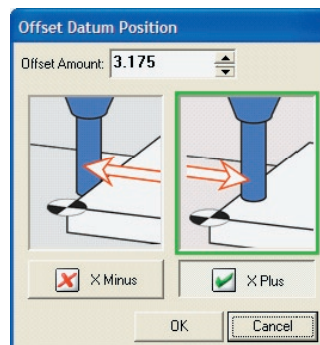 Offset Datum Position
Offset Amount: 3.175
X Minus
X Plus
OK
Cancel